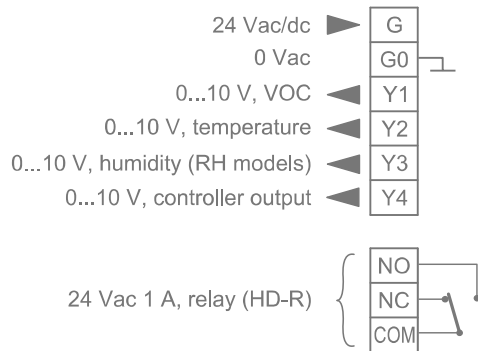 24 Vac/dc G
0 Vac G0
0...10 V, VOC Y1
0...10 V, temperature Y2
0...10 V, humidity (RH models) Y3
0...10 V, controller output Y4
NO
24 Vac 1 A, relay (HD-R) NC
COM